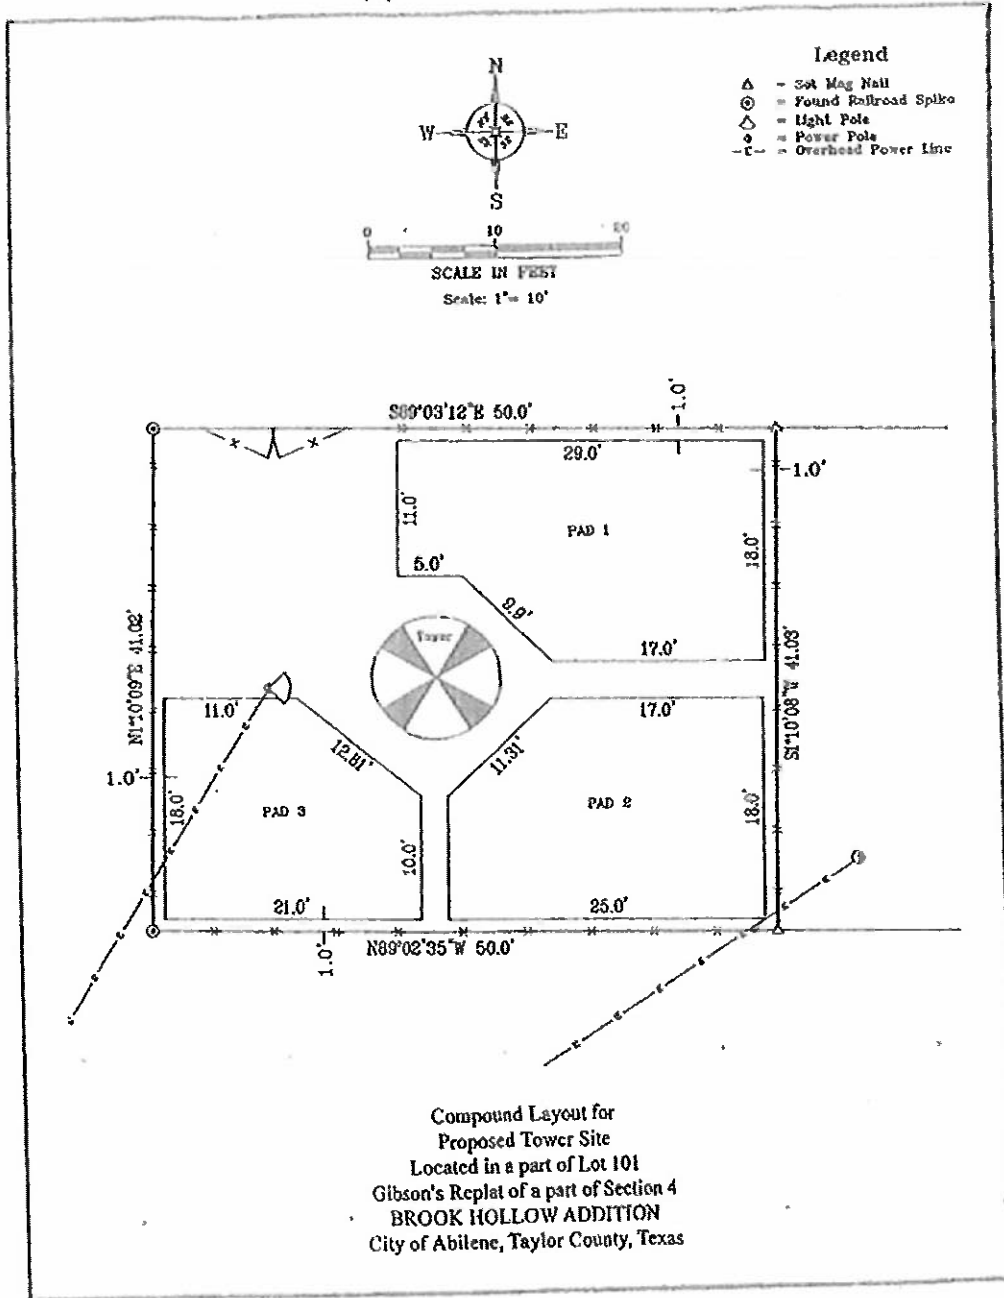 N
W
E
S
Legend
Set Mag Nail
Found Railroad Spike
Light Pole
Power Pole
Overhead Power Line
0 10 20
SCALE IN FEET
Scale: 1"= 10'
S89°03'12"E 50.0'
1.0'
29.0'
1.0'
11.0'
PAD 1
18.0'
5.0'
9.9'
17.0'
Tower
N1°10'09"E 41.02'
S1°10'08"W 41.03'
11.0'
17.0'
12.81'
11.31'
1.0'
18.0'
PAD 3
PAD 2
18.0'
10.0'
21.0'
25.0'
1.0'
N89°02'35"W 50.0'
Compound Layout for
Proposed Tower Site
Located in a part of Lot 101
Gibson's Replat of a part of Section 4
BROOK HOLLOW ADDITION
City of Abilene, Taylor County, Texas